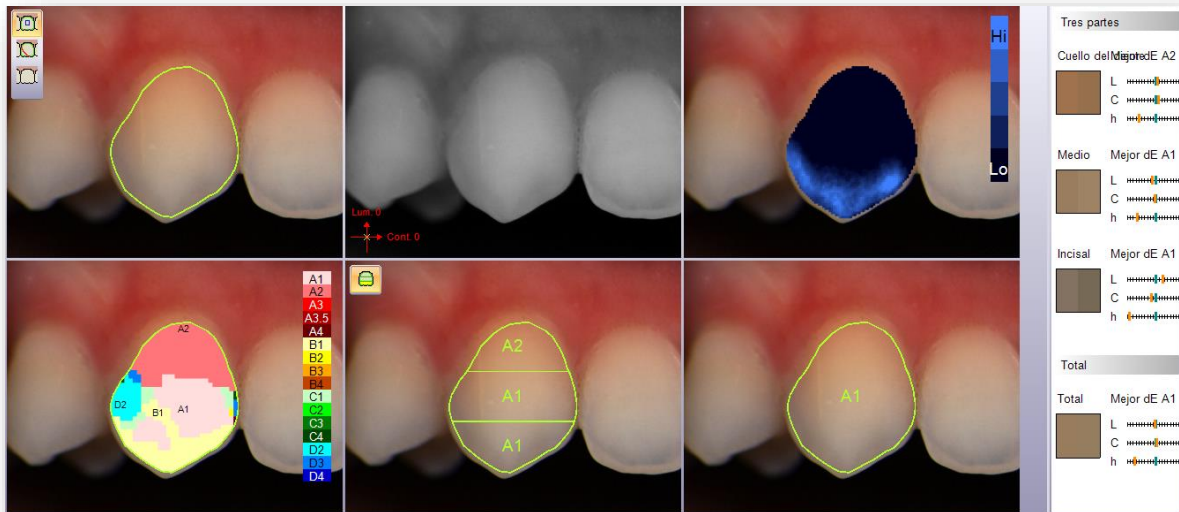 Hi
Lo
Lum. 0
Cont. 0
A1
A2
A3
A3.5
A4
B1
B2
B3
B4
C1
C2
C3
C4
D2
D3
D4
A2
D2
B1
A1
A2
A1
A1
A1
Tres partes
Mejor dE A2
L
C
h
Medio
Mejor dE A1
L
C
h
Incisal
Mejor dE A1
L
C
h
Total
Total
Mejor dE A1
L
C
h